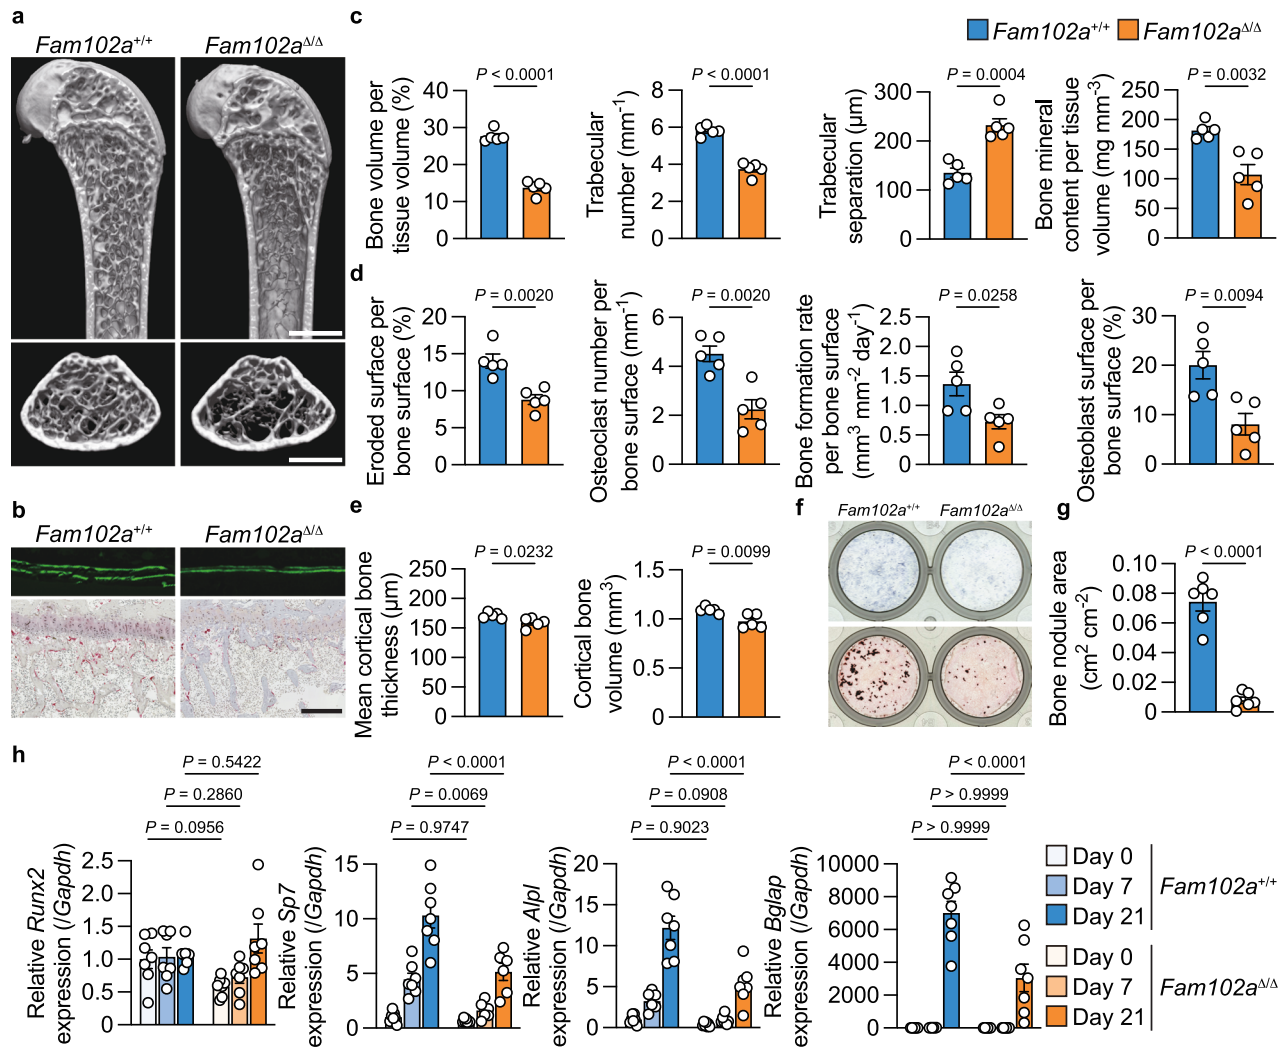 a
Fam102a+/+
Fam102aΔ/Δ
c
Fam102a+/+
Fam102aΔ/Δ
P < 0.0001
Bone volume per
tissue volume (%)
40
30
20
10
0
P < 0.0001
Trabecular
number (mm-1)
8
6
4
2
0
P = 0.0004
Trabecular
separation (µm)
300
200
100
0
P = 0.0032
Bone mineral
content per tissue
volume (mg mm-3)
250
200
150
100
50
0
d
P = 0.0020
Eroded surface per
bone surface (%)
20
15
10
5
0
P = 0.0020
Osteoclast number per
bone surface (mm-1)
6
4
2
0
P = 0.0258
Bone formation rate
per bone surface
(mm3 mm-2 day-1)
2.5
2.0
1.5
1.0
0.5
0
P = 0.0094
Osteoblast surface per
bone surface (%)
30
20
10
0
b
Fam102a+/+
Fam102aΔ/Δ
e
P = 0.0232
Mean cortical bone
thickness (µm)
250
200
150
100
50
0
P = 0.0099
Cortical bone
volume (mm3)
1.5
1.0
0.5
0
f
Fam102a+/+
Fam102aΔ/Δ
g
P < 0.0001
Bone nodule area
(cm2 cm-2)
0.10
0.08
0.06
0.04
0.02
0
h
P = 0.5422
P = 0.2860
P = 0.0956
Relative Runx2
expression (/Gapdh)
2.5
2.0
1.5
1.0
0.5
0
P < 0.0001
P = 0.0069
P = 0.9747
Relative Sp7
expression (/Gapdh)
15
10
5
0
P < 0.0001
P = 0.0908
P = 0.9023
Relative Alpl
expression (/Gapdh)
20
15
10
5
0
P < 0.0001
P > 0.9999
P > 0.9999
Relative Bglap
expression (/Gapdh)
10000
8000
6000
4000
2000
0
Day 0
Day 7
Day 21
Fam102a+/+
Day 0
Day 7
Day 21
Fam102aΔ/Δ